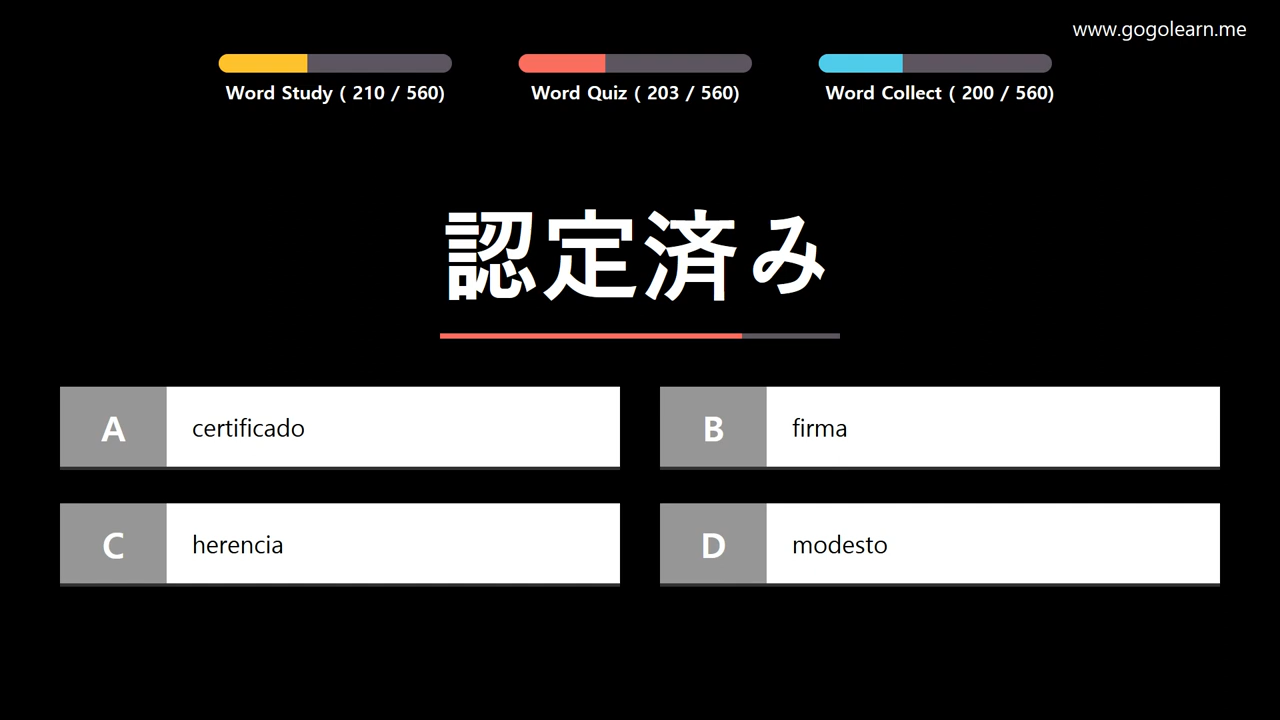 www.gogolearn.me
Word Study ( 210 / 560)
Word Quiz ( 203 / 560)
Word Collect ( 200 / 560)
認定済み
A
certificado
B
firma
C
herencia
D
modesto